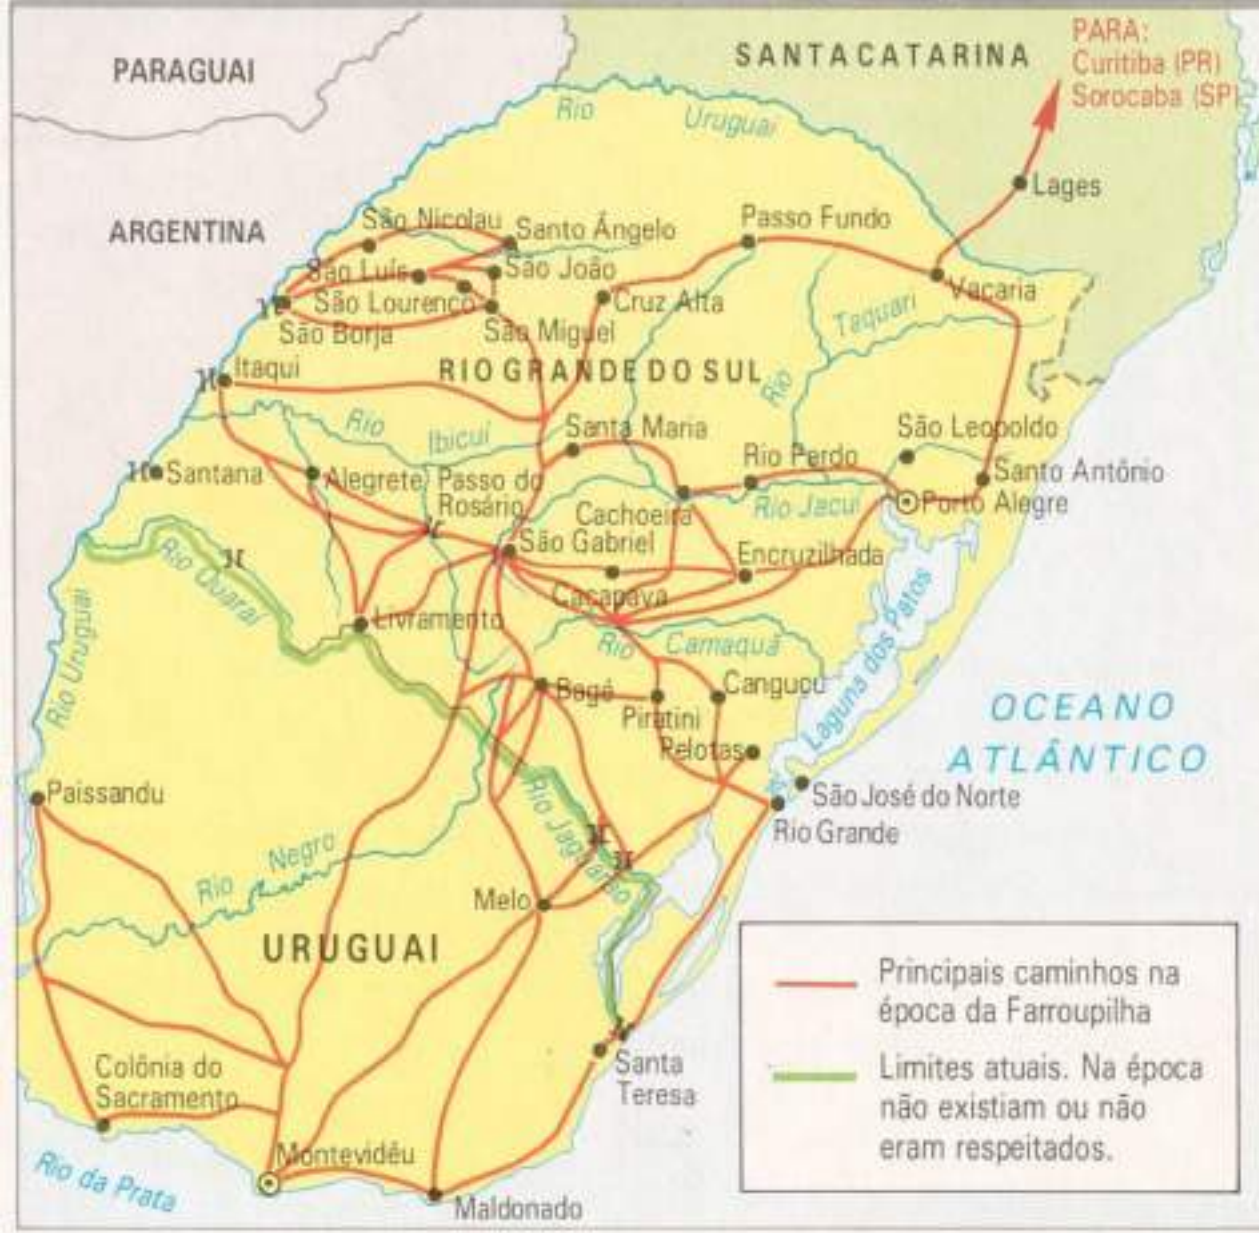 PARAGUAI
SANTA CATARINA
PARA:
Curitiba (PR)
Sorocaba (SP)
Rio Uruguai
Lages
ARGENTINA
São Nicolau
Santo Ângelo
Passo Fundo
São Luís
São João
Vacaria
São Lourenço
Cruz Alta
Taquari
São Borja
São Miguel
Itaqui
RIO GRANDE DO SUL
Rio
Rio Ibicuí
Santa Maria
São Leopoldo
Santana
Alegrete
Passo do
Rosário
Rio Perdo
Santo Antônio
Cachoeira
Rio Jacuí
Porto Alegre
São Gabriel
Encruzilhada
Rio Quaraí
Caçapava
Livramento
Rio Camaquã
Rio Uruguai
Bagé
Piratini
Canguçu
Laguna dos Patos
OCEANO
ATLÂNTICO
Pelotas
Paissandu
São José do Norte
Rio Grande
Rio Jaguarão
Rio Negro
Melo
URUGUAI
Principais caminhos na
época da Farroupilha
Santa
Teresa
Limites atuais. Na época
não existiam ou não
eram respeitados.
Colônia do
Sacramento
Rio da Prata
Montevidêu
Maldonado